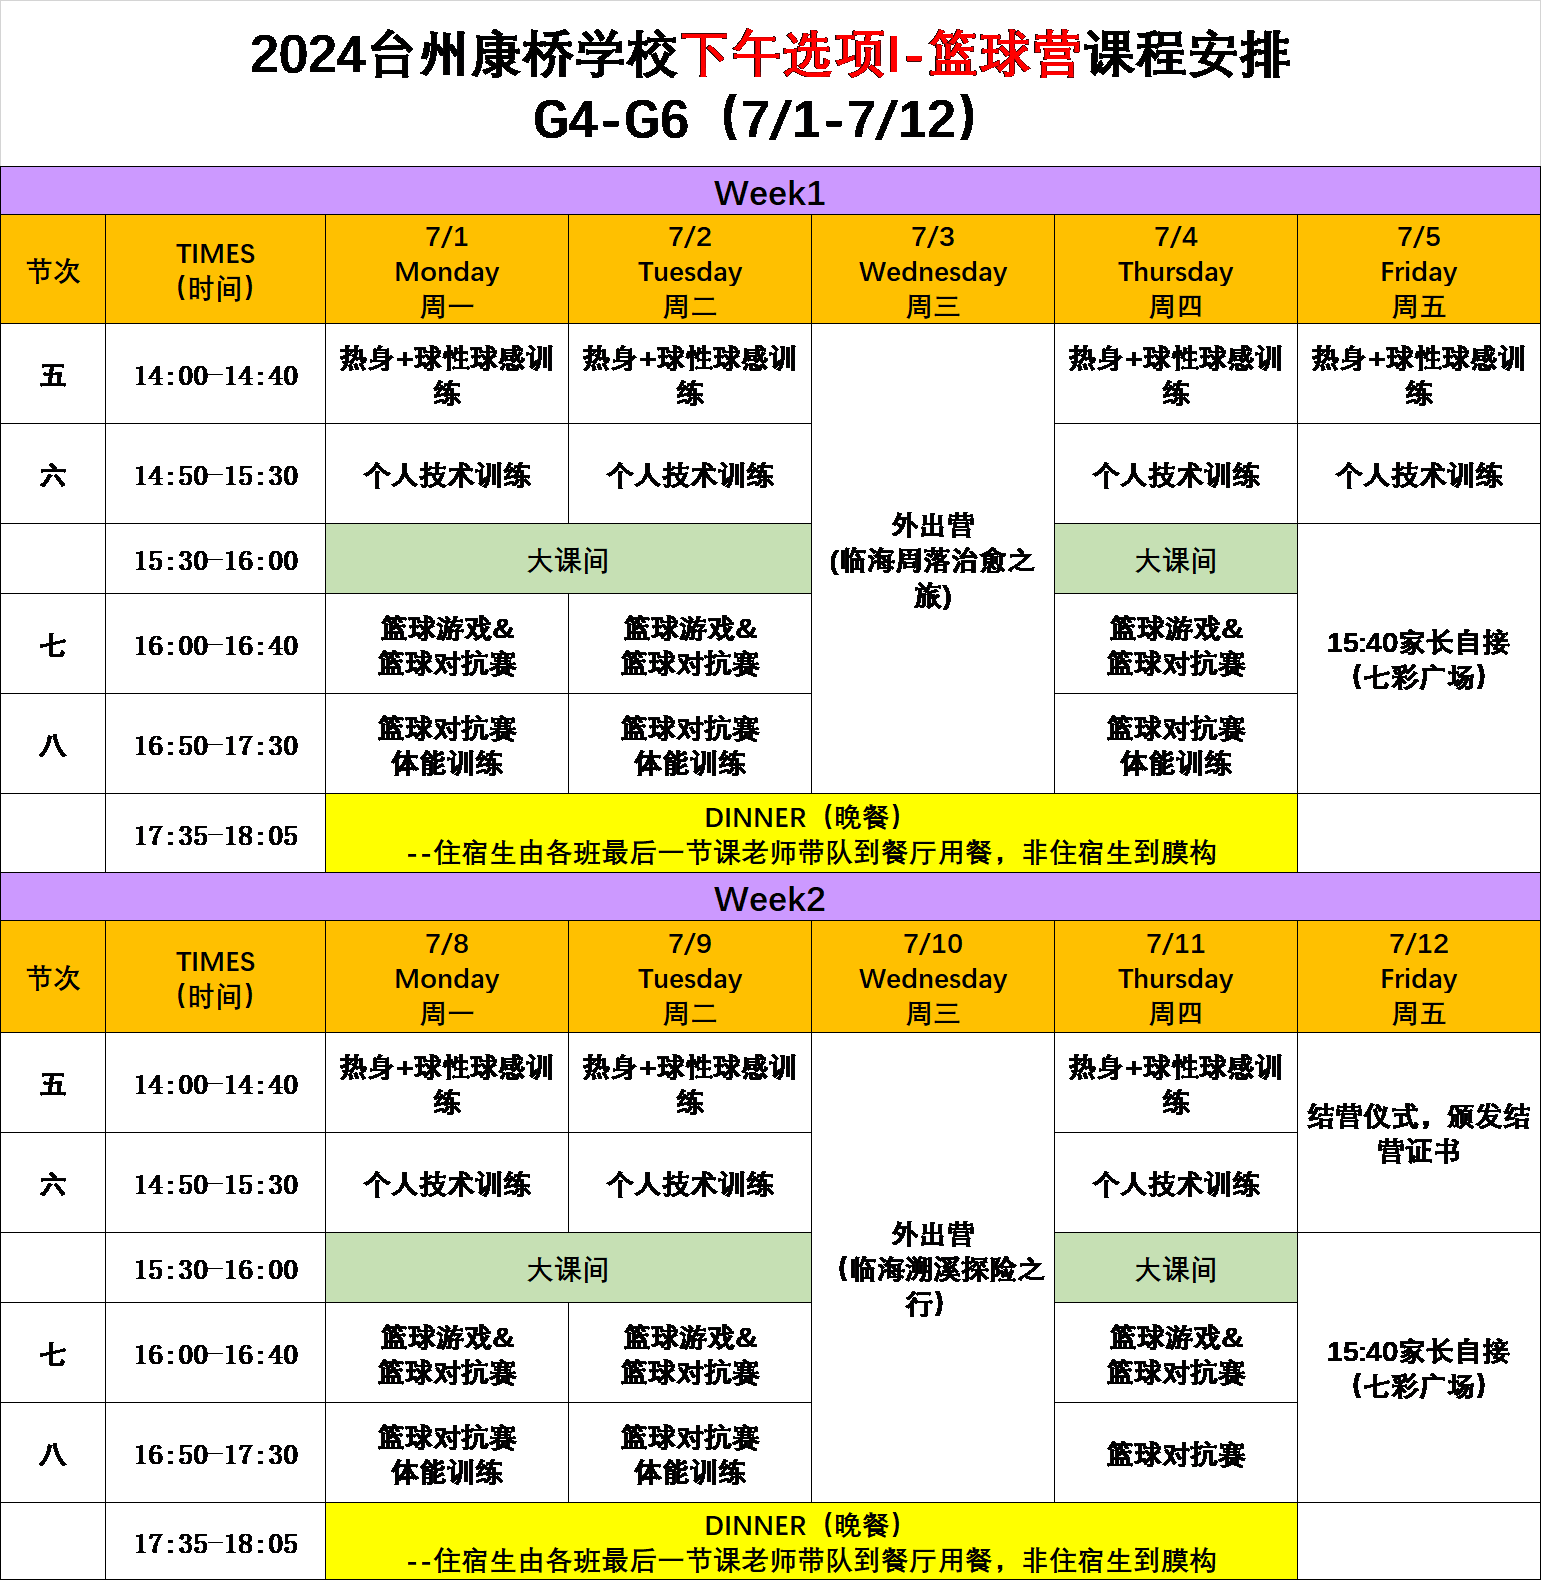 2024台州康桥学校下午选项I-篮球营课程安排
G4-G6（7/1-7/12）
Week1
节次
TIMES
（时间）
7/1
Monday
周一
7/2
Tuesday
周二
7/3
Wednesday
周三
7/4
Thursday
周四
7/5
Friday
周五
五
14:00-14:40
热身+球性球感训
练
热身+球性球感训
练
外出营
(临海周落治愈之
旅)
热身+球性球感训
练
热身+球性球感训
练
六
14:50-15:30
个人技术训练
个人技术训练
个人技术训练
个人技术训练
15:30-16:00
大课间
大课间
15:40家长自接
（七彩广场）
七
16:00-16:40
篮球游戏&
篮球对抗赛
篮球游戏&
篮球对抗赛
篮球游戏&
篮球对抗赛
八
16:50-17:30
篮球对抗赛
体能训练
篮球对抗赛
体能训练
篮球对抗赛
体能训练
17:35-18:05
DINNER（晚餐）
--住宿生由各班最后一节课老师带队到餐厅用餐，非住宿生到膜构
Week2
节次
TIMES
（时间）
7/8
Monday
周一
7/9
Tuesday
周二
7/10
Wednesday
周三
7/11
Thursday
周四
7/12
Friday
周五
五
14:00-14:40
热身+球性球感训
练
热身+球性球感训
练
外出营
（临海溯溪探险之
行）
热身+球性球感训
练
结营仪式，颁发结
营证书
六
14:50-15:30
个人技术训练
个人技术训练
个人技术训练
15:30-16:00
大课间
大课间
15:40家长自接
（七彩广场）
七
16:00-16:40
篮球游戏&
篮球对抗赛
篮球游戏&
篮球对抗赛
篮球游戏&
篮球对抗赛
八
16:50-17:30
篮球对抗赛
体能训练
篮球对抗赛
体能训练
篮球对抗赛
17:35-18:05
DINNER（晚餐）
--住宿生由各班最后一节课老师带队到餐厅用餐，非住宿生到膜构